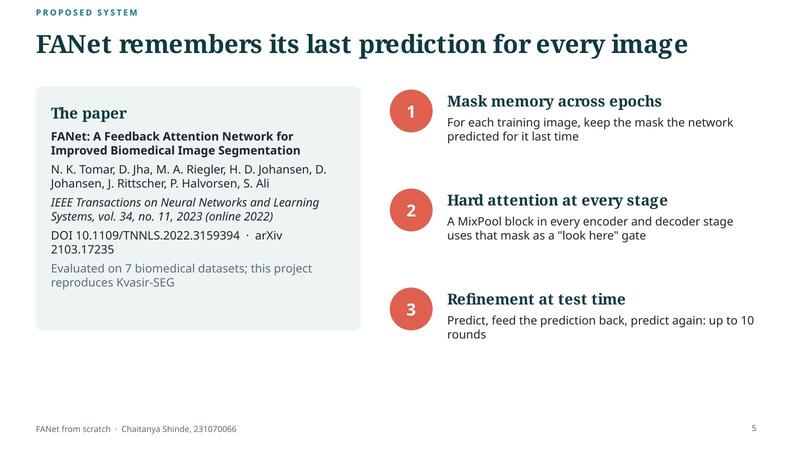 PROPOSED SYSTEM
FANet remembers its last prediction for every image
The paper
FANet: A Feedback Attention Network for
Improved Biomedical Image Segmentation
N. K. Tomar, D. Jha, M. A. Riegler, H. D. Johansen, D.
Johansen, J. Rittscher, P. Halvorsen, S. Ali
IEEE Transactions on Neural Networks and Learning
Systems, vol. 34, no. 11, 2023 (online 2022)
DOI 10.1109/TNNLS.2022.3159394 · arXiv
2103.17235
Evaluated on 7 biomedical datasets; this project
reproduces Kvasir-SEG
1
Mask memory across epochs
For each training image, keep the mask the network
predicted for it last time
2
Hard attention at every stage
A MixPool block in every encoder and decoder stage
uses that mask as a "look here" gate
3
Refinement at test time
Predict, feed the prediction back, predict again: up to 10
rounds
FANet from scratch · Chaitanya Shinde, 231070066
5